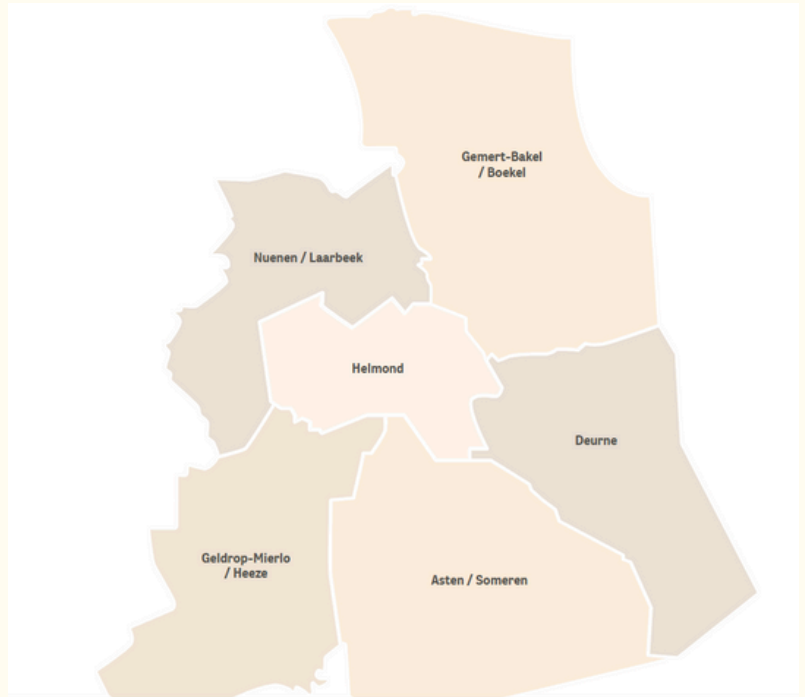 Gemert-Bakel
/ Boekel
Nuenen / Laarbeek
Helmond
Deurne
Geldrop-Mierlo
/ Heeze
Asten / Someren